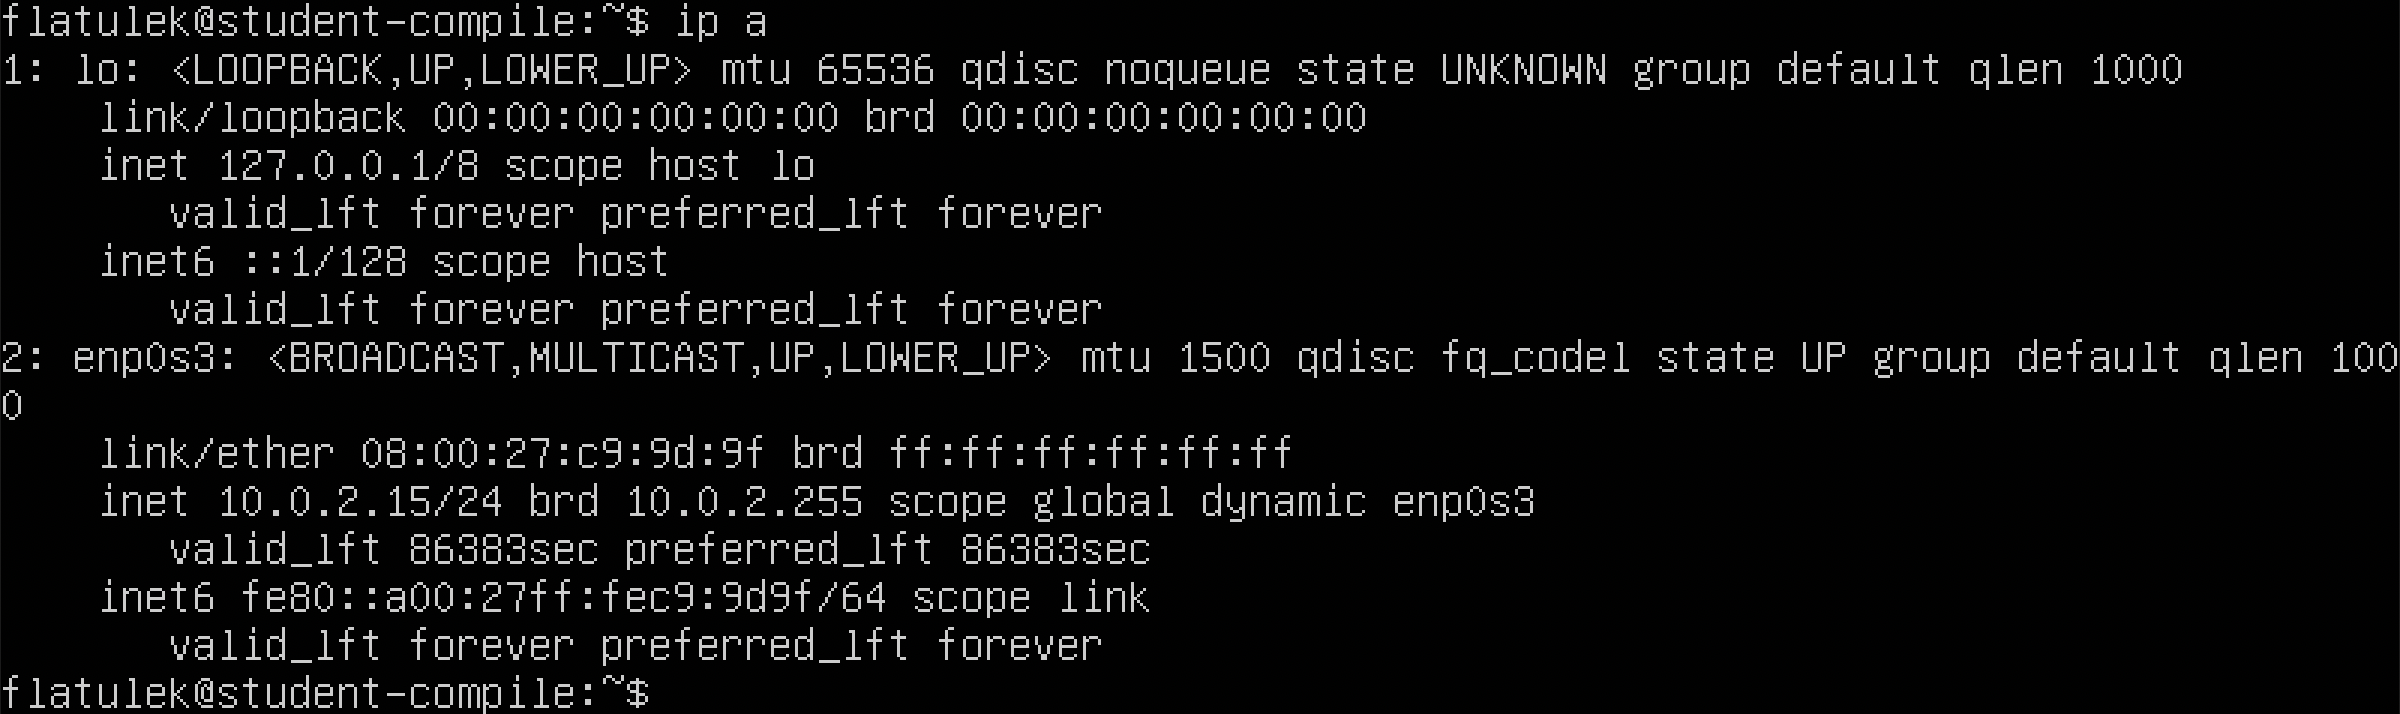 flatulek@student-compile:~$ ip a
1: lo: <LOOPBACK,UP,LOWER_UP> mtu 65536 qdisc noqueue state UNKNOWN group default qlen 1000
    link/loopback 00:00:00:00:00:00 brd 00:00:00:00:00:00
    inet 127.0.0.1/8 scope host lo
       valid_lft forever preferred_lft forever
    inet6 ::1/128 scope host
       valid_lft forever preferred_lft forever
2: enp0s3: <BROADCAST,MULTICAST,UP,LOWER_UP> mtu 1500 qdisc fq_codel state UP group default qlen 100
0
    link/ether 08:00:27:c9:9d:9f brd ff:ff:ff:ff:ff:ff
    inet 10.0.2.15/24 brd 10.0.2.255 scope global dynamic enp0s3
       valid_lft 86383sec preferred_lft 86383sec
    inet6 fe80::a00:27ff:fec9:9d9f/64 scope link
       valid_lft forever preferred_lft forever
flatulek@student-compile:~$